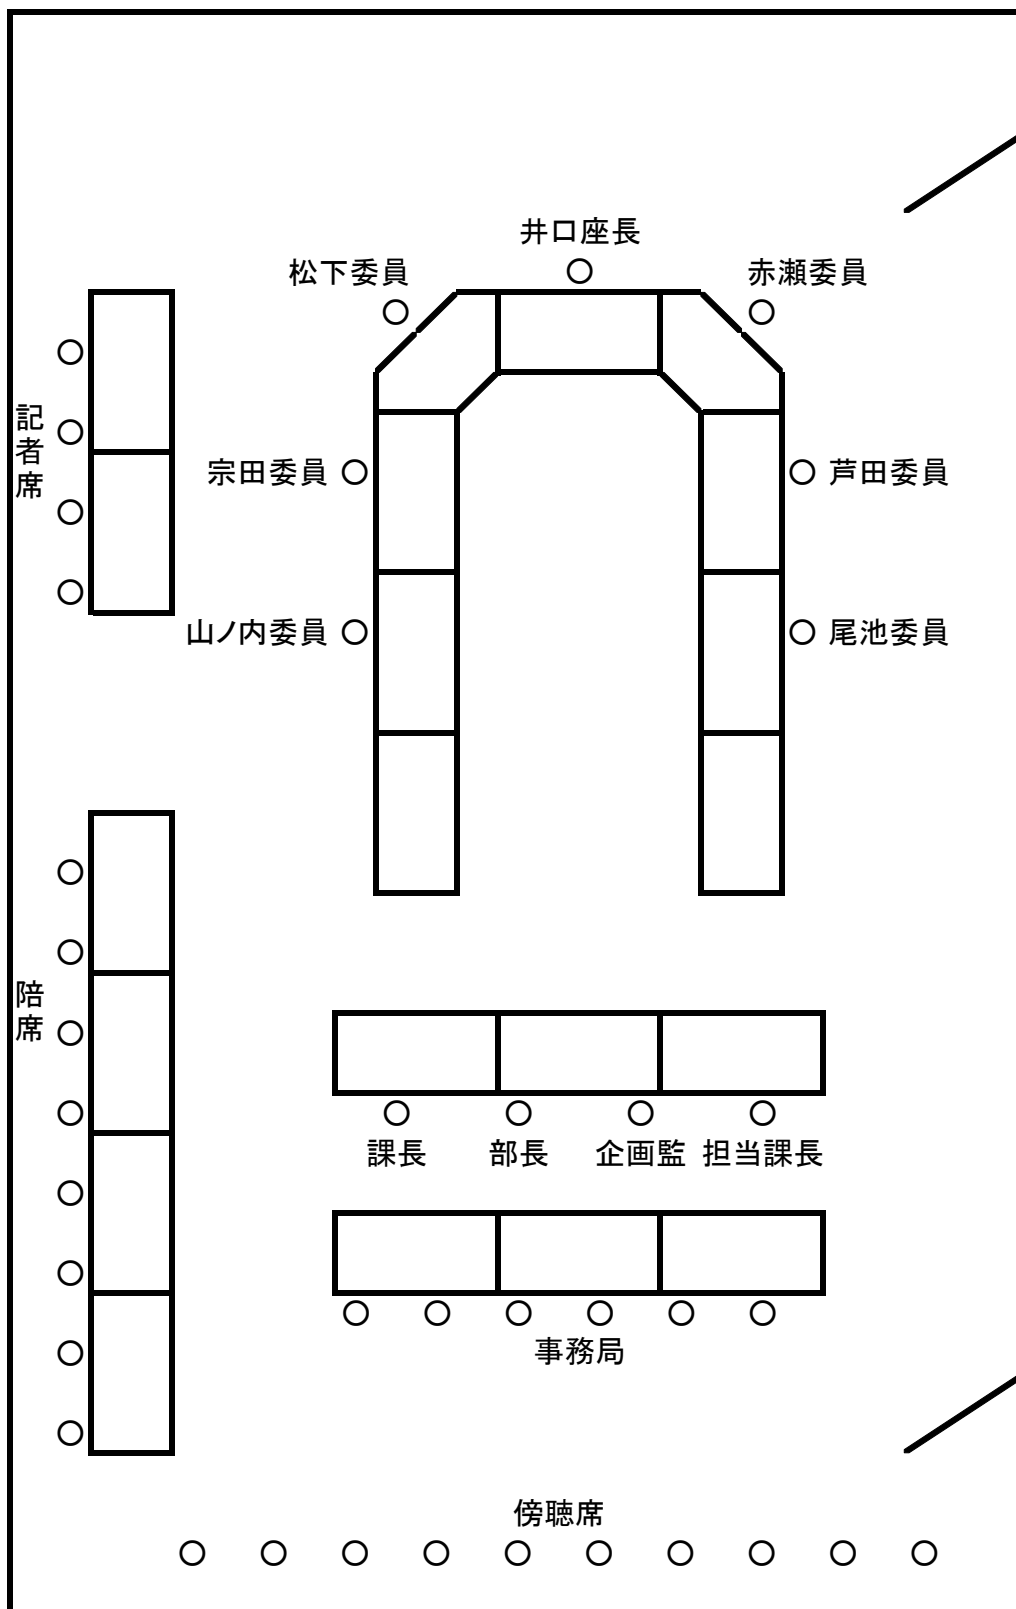 井口座長
松下委員
赤瀬委員
記者席
宗田委員
芦田委員
山ノ内委員
尾池委員
陪席
課長
部長
企画監
担当課長
事務局
傍聴席